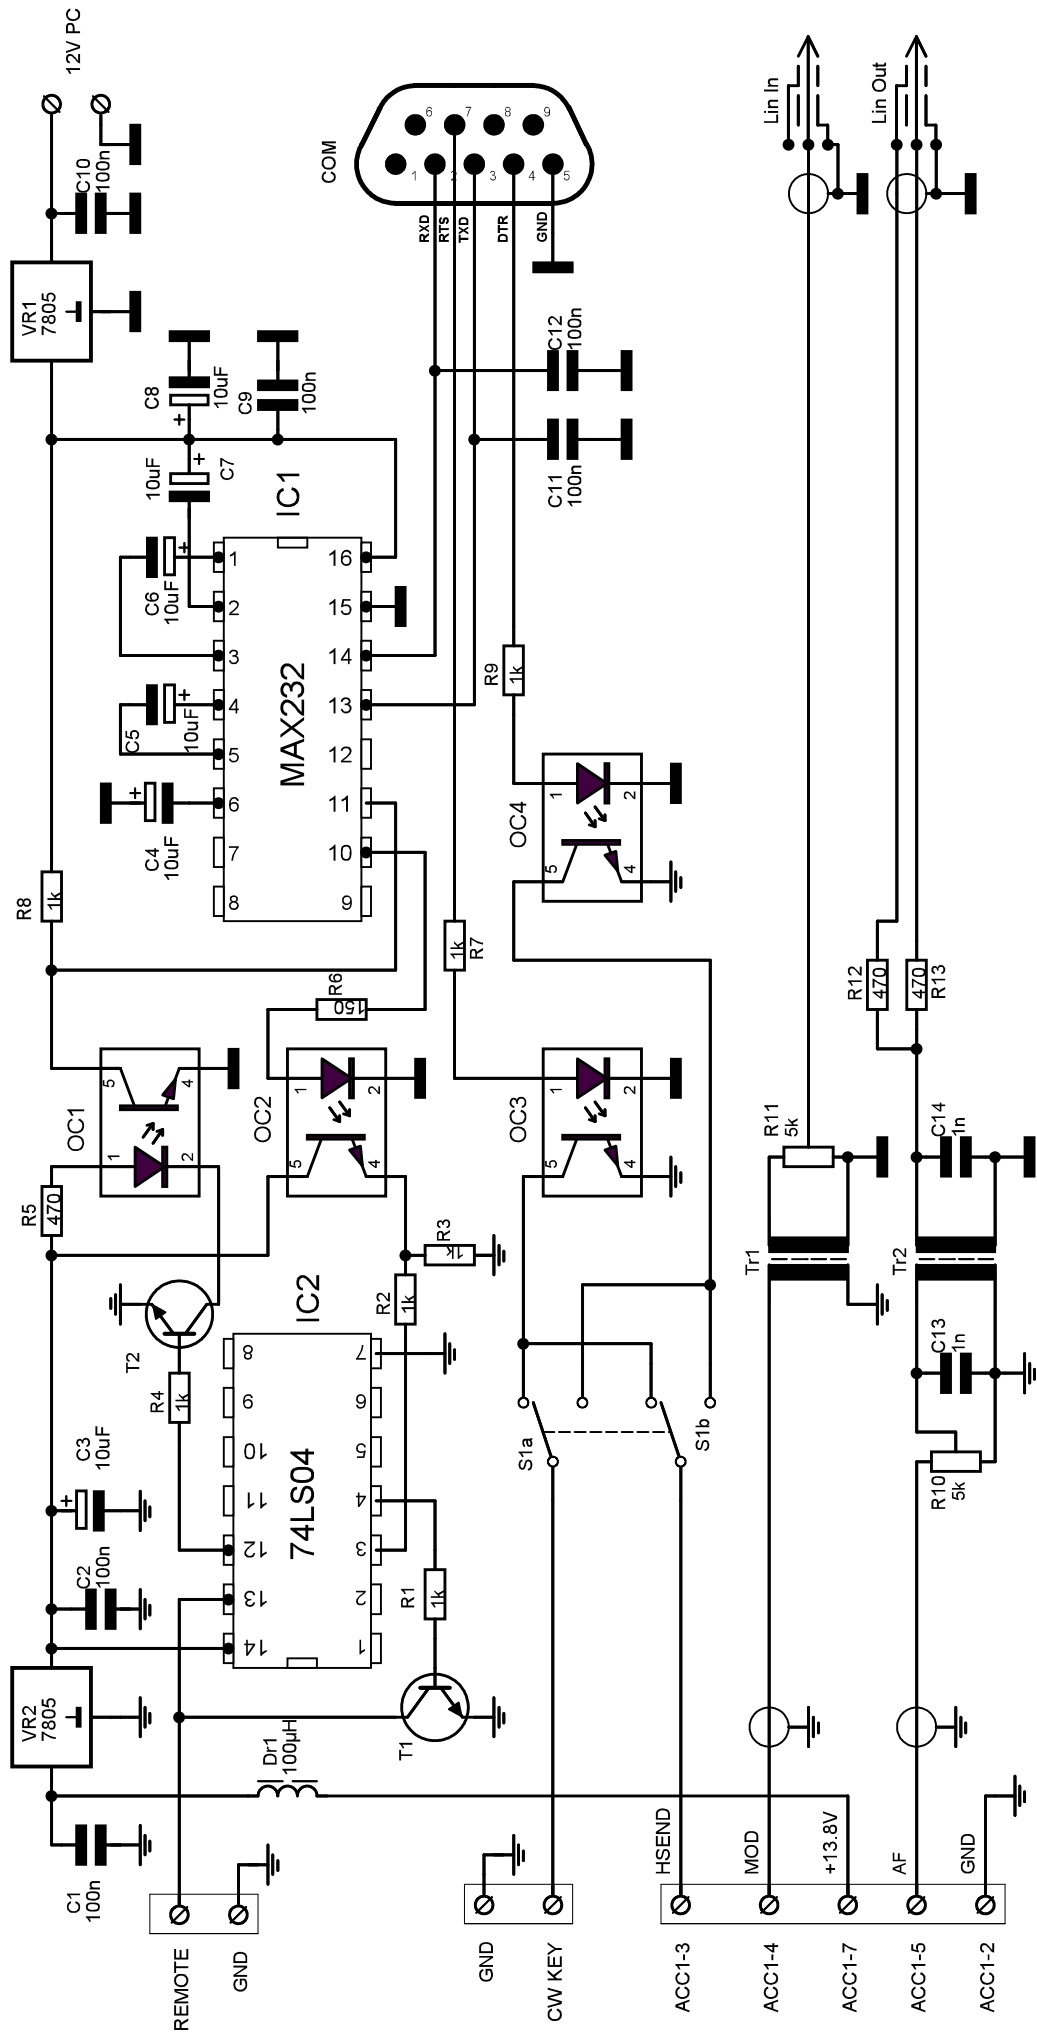 12V PC
C10
100n
VR1
7805
C8
10uF
+
C9
100n
10uF
+
C7
C6
10uF
+
C5
10uF
+
C4
10uF
+
IC1
MAX232
1
2
3
4
5
6
7
8
16
15
14
13
12
11
10
9
COM
1
2
3
4
5
6
7
8
9
RXD
RTS
TXD
DTR
GND
C12
100n
C11
100n
R9
1k
R8
1k
R7
1k
R6
150
OC4
1
2
5
4
OC1
5
4
1
2
OC2
1
2
5
4
OC3
1
2
5
4
R5
470
R3
1k
R2
1k
T2
R4
1k
C3
10uF
+
C2
100n
IC2
74LS04
8
9
10
11
12
13
14
7
6
5
4
3
2
1
R1
1k
T1
VR2
7805
Dr1
100µH
C1
100n
S1a
S1b
Lin In
Lin Out
R12
470
470
R13
R11
5k
C14
1n
Tr1
Tr2
C13
1n
R10
5k
REMOTE
GND
GND
CW KEY
HSEND
MOD
+13.8V
AF
GND
ACC1-3
ACC1-4
ACC1-7
ACC1-5
ACC1-2